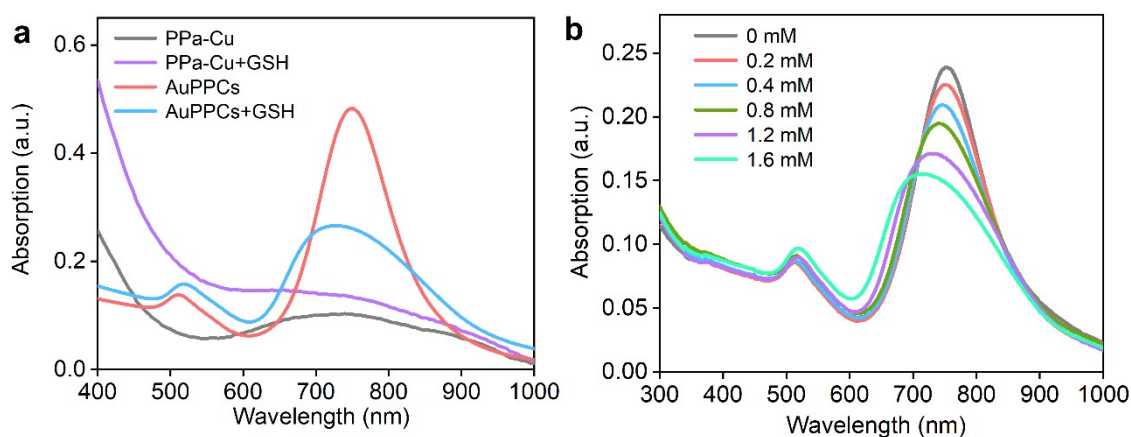 a
0.6
0.4
0.2
0.0
Absorption (a.u.)
PPa-Cu
PPa-Cu+GSH
AuPPCs
AuPPCs+GSH
400 500 600 700 800 900 1000
Wavelength (nm)
b
0.25
0.20
0.15
0.10
0.05
0.00
Absorption (a.u.)
0 mM
0.2 mM
0.4 mM
0.8 mM
1.2 mM
1.6 mM
300 400 500 600 700 800 900 1000
Wavelength (nm)